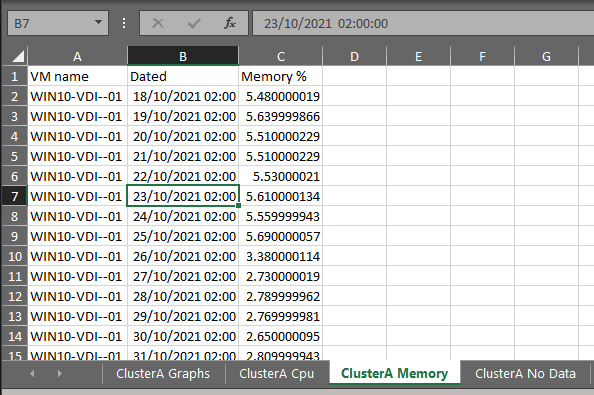 B7 fx 23/10/2021 02:00:00
A B C D E F G
1 VM name Dated Memory %
2 WIN10-VDI--01 18/10/2021 02:00 5.480000019
3 WIN10-VDI--01 19/10/2021 02:00 5.639999866
4 WIN10-VDI--01 20/10/2021 02:00 5.510000229
5 WIN10-VDI--01 21/10/2021 02:00 5.510000229
6 WIN10-VDI--01 22/10/2021 02:00 5.53000021
7 WIN10-VDI--01 23/10/2021 02:00 5.610000134
8 WIN10-VDI--01 24/10/2021 02:00 5.559999943
9 WIN10-VDI--01 25/10/2021 02:00 5.690000057
10 WIN10-VDI--01 26/10/2021 02:00 3.380000114
11 WIN10-VDI--01 27/10/2021 02:00 2.730000019
12 WIN10-VDI--01 28/10/2021 02:00 2.789999962
13 WIN10-VDI--01 29/10/2021 02:00 2.769999981
14 WIN10-VDI--01 30/10/2021 02:00 2.650000095
15 WIN10-VDI--01 31/10/2021 02:00 2.809999943
ClusterA Graphs ClusterA Cpu ClusterA Memory ClusterA No Data